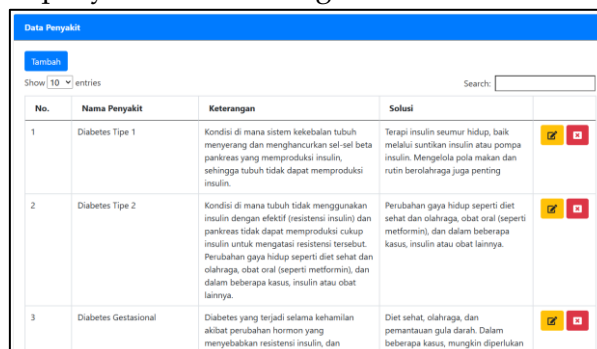 Data Penyakit
Tambah
Show 10 entries
Search:
No. Nama Penyakit Keterangan Solusi
1 Diabetes Tipe 1 Kondisi di mana sistem kekebalan tubuh Terapi insulin seumur hidup, baik
menyerang dan menghancurkan sel-sel beta melalui suntikan insulin atau pompa
pankreas yang memproduksi insulin, insulin. Mengelola pola makan dan
sehingga tubuh tidak dapat memproduksi rutin berolahraga juga penting
insulin.
2 Diabetes Tipe 2 Kondisi di mana tubuh tidak menggunakan Perubahan gaya hidup seperti diet
insulin dengan efektif (resistensi insulin) dan sehat dan olahraga, obat oral (seperti
pankreas tidak dapat memproduksi cukup metformin), dan dalam beberapa
insulin untuk mengatasi resistensi tersebut. kasus, insulin atau obat lainnya.
Perubahan gaya hidup seperti diet sehat dan
olahraga, obat oral (seperti metformin), dan
dalam beberapa kasus, insulin atau obat
lainnya.
3 Diabetes Gestasional Diabetes yang terjadi selama kehamilan Diet sehat, olahraga, dan
akibat perubahan hormon yang pemantauan gula darah. Dalam
menyebabkan resistensi insulin, dan beberapa kasus, mungkin diperlukan